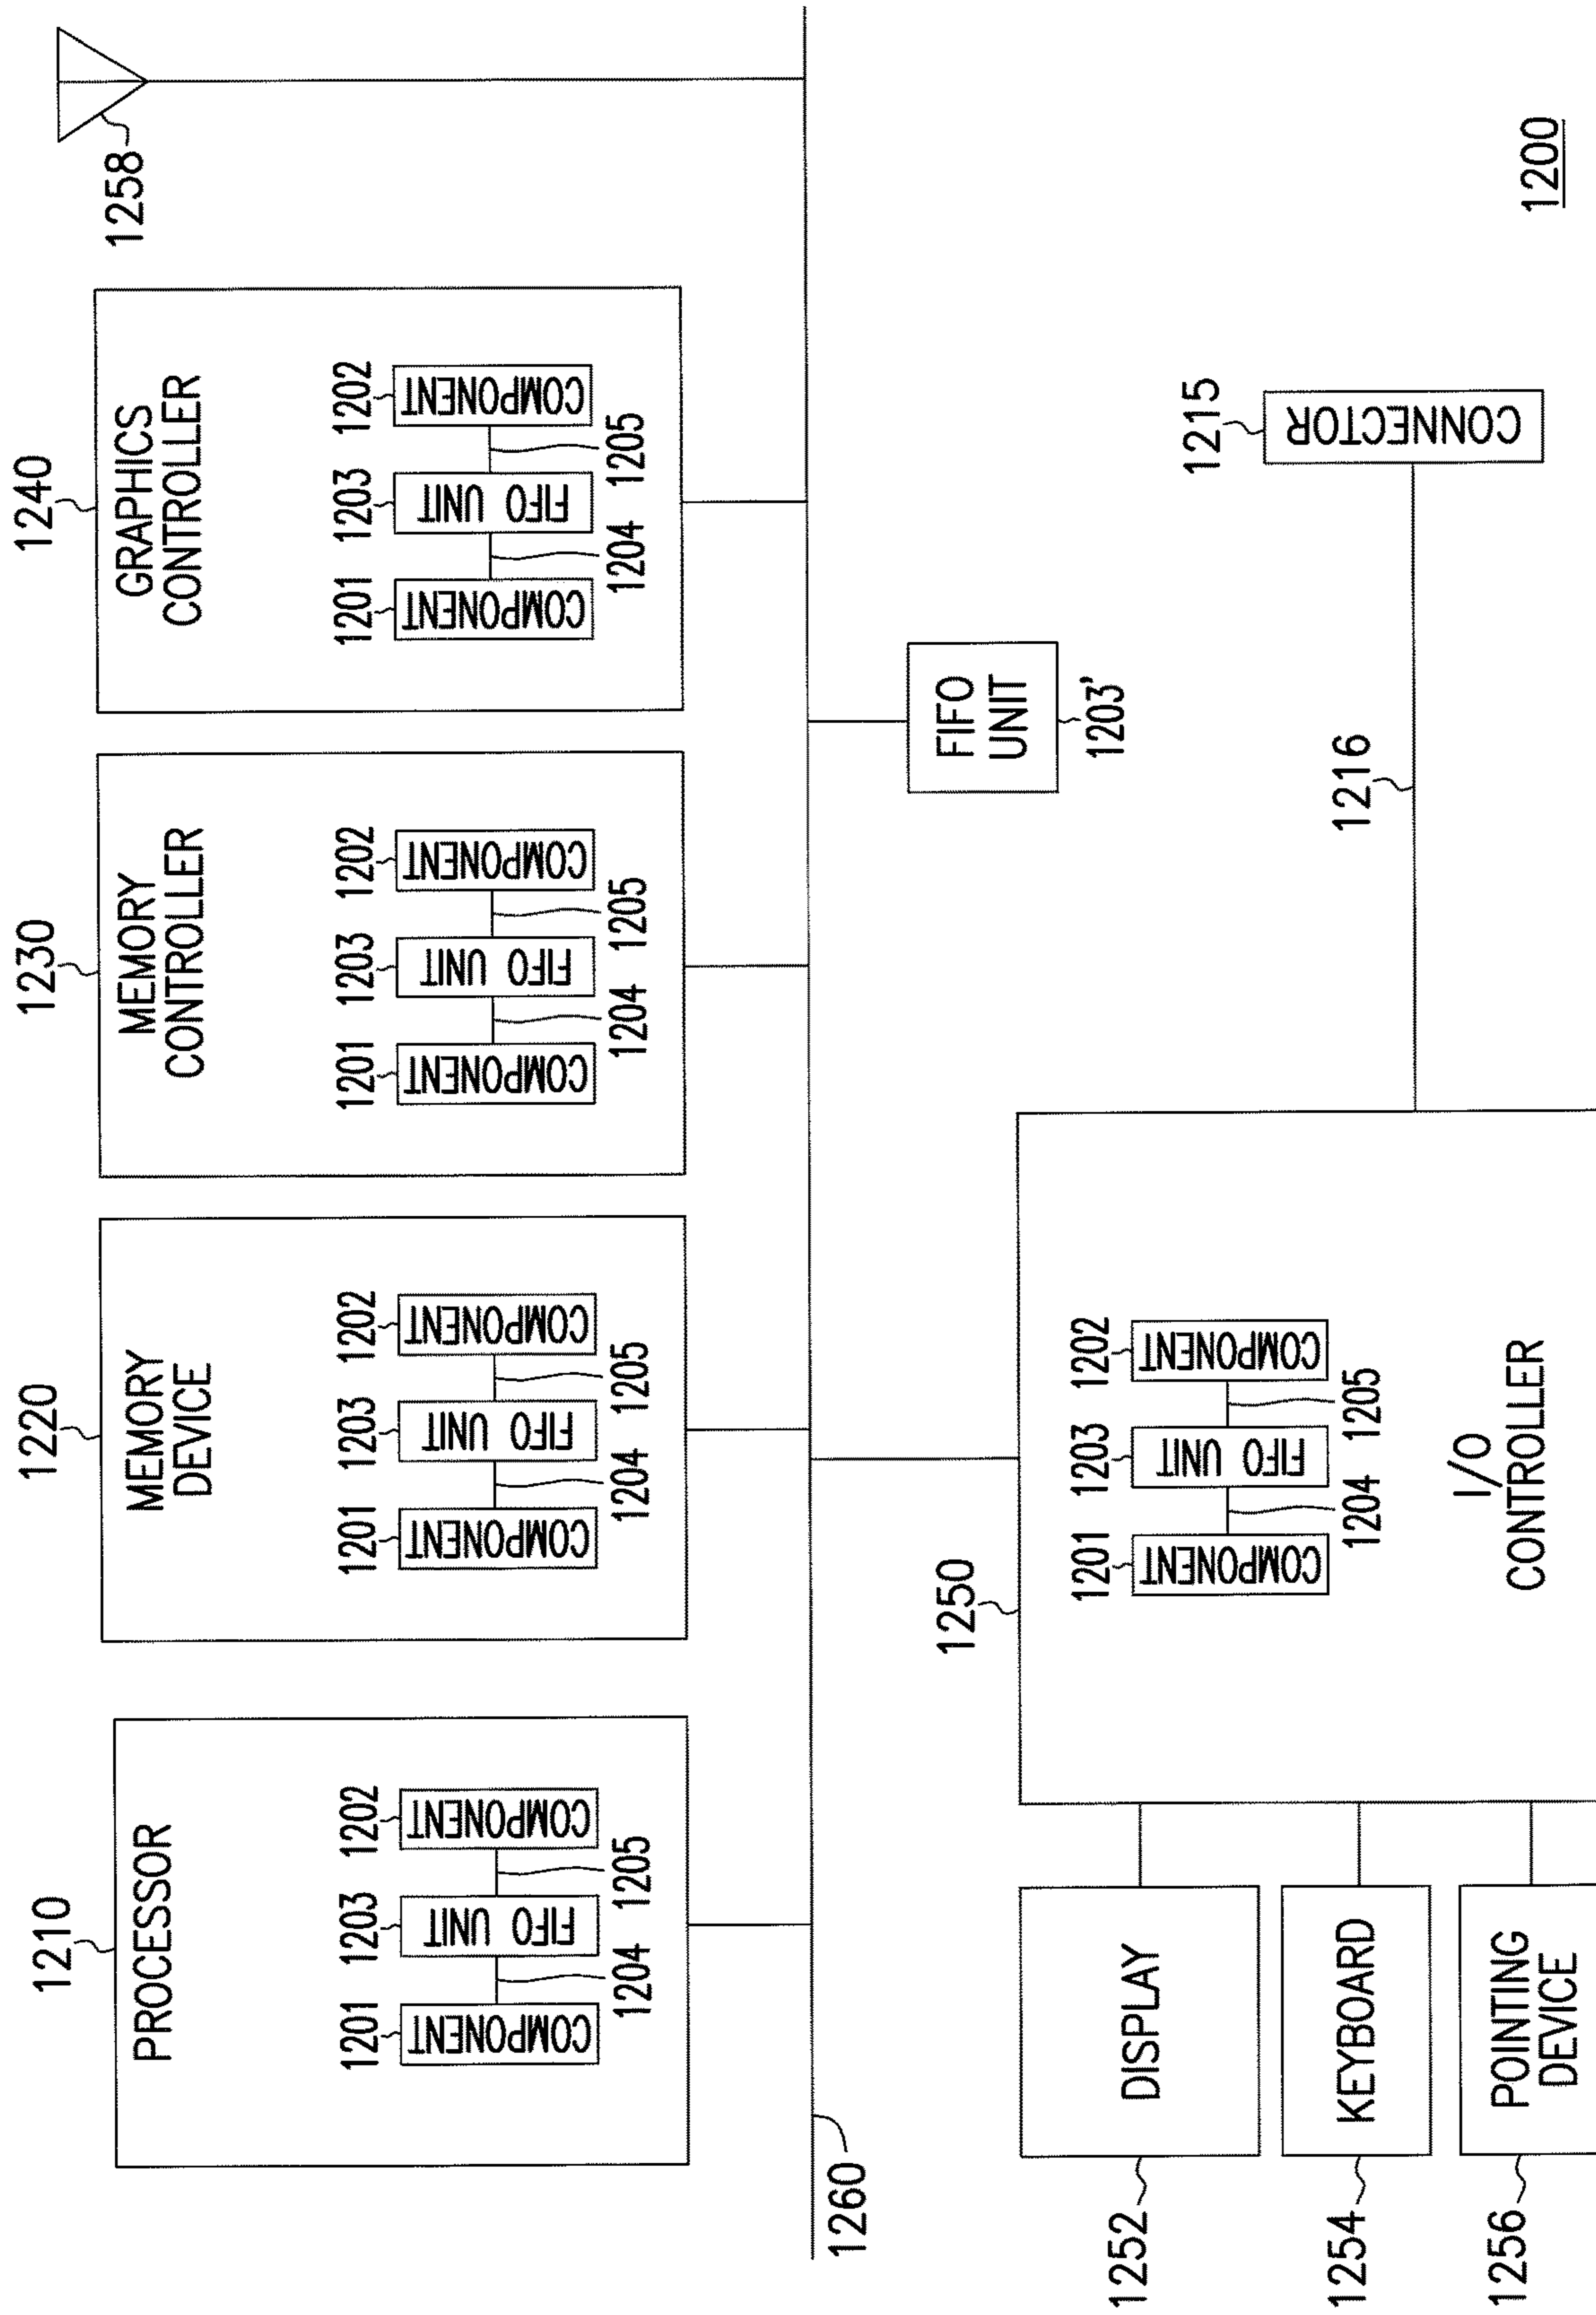 1210
PROCESSOR
1201
1203
1202
COMPONENT
FIFO UNIT
COMPONENT
1204
1205
1220
MEMORY
DEVICE
1201
1203
1202
COMPONENT
FIFO UNIT
COMPONENT
1204
1205
1230
MEMORY
CONTROLLER
1201
1203
1202
COMPONENT
FIFO UNIT
COMPONENT
1204
1205
1240
GRAPHICS
CONTROLLER
1201
1203
1202
COMPONENT
FIFO UNIT
COMPONENT
1204
1205
1258
1260
FIFO
UNIT
1203'
1250
1201
1203
1202
COMPONENT
FIFO UNIT
COMPONENT
1204
1205
I/O
CONTROLLER
1252
DISPLAY
1254
KEYBOARD
1256
POINTING
DEVICE
1216
1215
CONNECTOR
1200